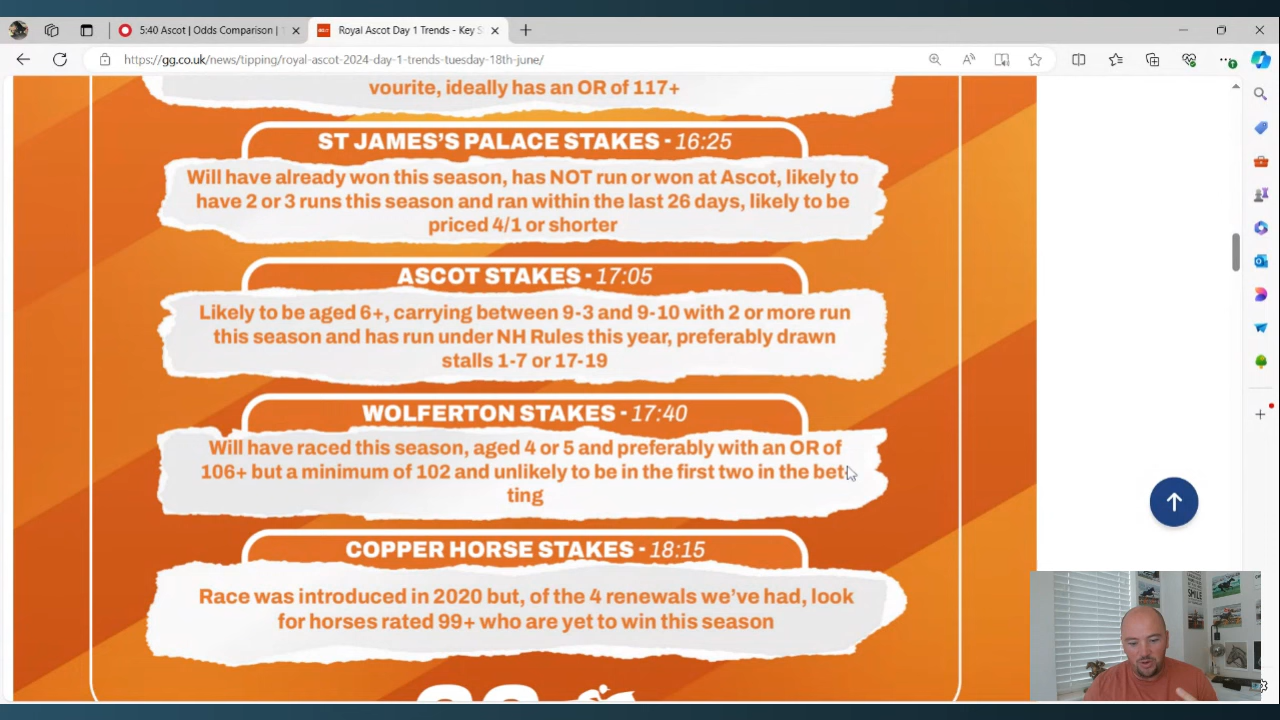 5:40 Ascot | Odds Comparison |
Royal Ascot Day 1 Trends - Key S
https://gg.co.uk/news/tipping/royal-ascot-2024-day-1-trends-tuesday-18th-june/
vourite, ideally has an OR of 117+
ST JAMES'S PALACE STAKES - 16:25
Will have already won this season, has NOT run or won at Ascot, likely to
have 2 or 3 runs this season and ran within the last 26 days, likely to be
priced 4/1 or shorter
ASCOT STAKES - 17:05
Likely to be aged 6+, carrying between 9-3 and 9-10 with 2 or more run
this season and has run under NH Rules this year, preferably drawn
stalls 1-7 or 17-19
WOLFERTON STAKES - 17:40
Will have raced this season, aged 4 or 5 and preferably with an OR of
106+ but a minimum of 102 and unlikely to be in the first two in the bet-
ting
COPPER HORSE STAKES - 18:15
Race was introduced in 2020 but, of the 4 renewals we've had, look
for horses rated 99+ who are yet to win this season